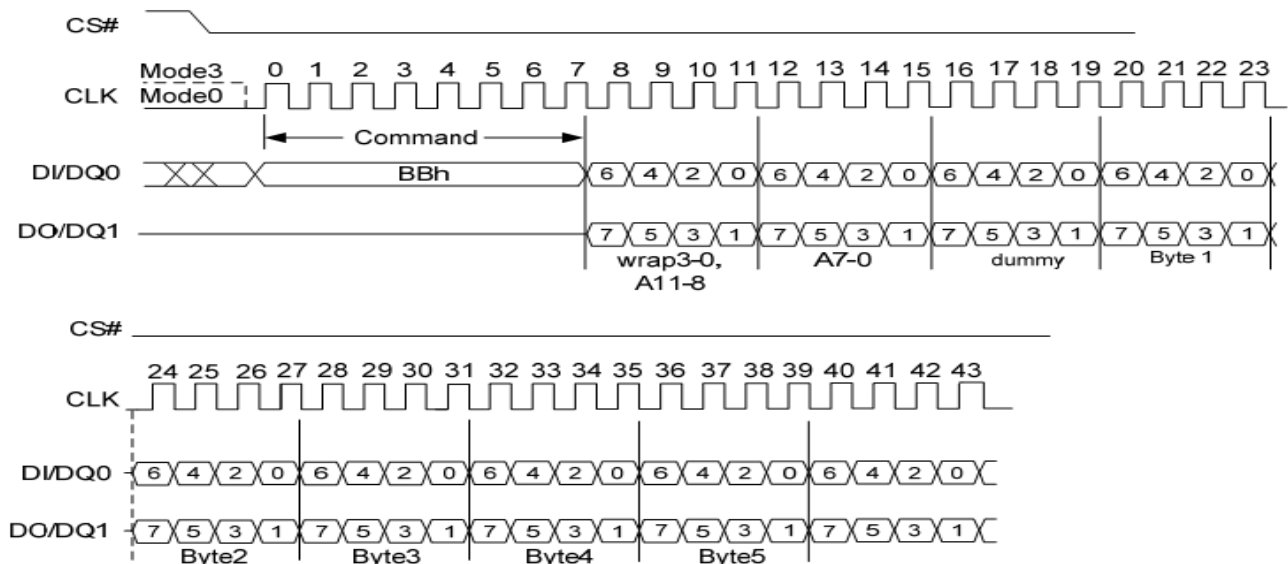 CS#
Mode3 0 1 2 3 4 5 6 7 8 9 10 11 12 13 14 15 16 17 18 19 20 21 22 23
CLK Mode0
Command
DI/DQ0 BBh 6 4 2 0 6 4 2 0 6 4 2 0 6 4 2 0
DO/DQ1 7 5 3 1 7 5 3 1 7 5 3 1 7 5 3 1
wrap3-0, A7-0 dummy Byte 1
A11-8
CS#
24 25 26 27 28 29 30 31 32 33 34 35 36 37 38 39 40 41 42 43
CLK
DI/DQ0 6 4 2 0 6 4 2 0 6 4 2 0 6 4 2 0 6 4 2 0
DO/DQ1 7 5 3 1 7 5 3 1 7 5 3 1 7 5 3 1 7 5 3 1
Byte2 Byte3 Byte4 Byte5